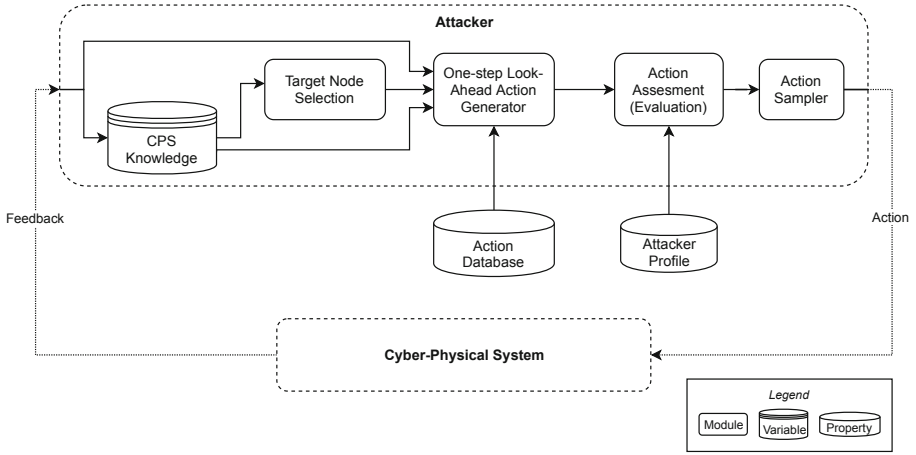 Attacker
Target Node
Selection
One-step Look-
Ahead Action
Generator
Action
Assesment
(Evaluation)
Action
Sampler
CPS
Knowledge
Feedback
Action
Action
Database
Attacker
Profile
Cyber-Physical System
Legend
Module
Variable
Property